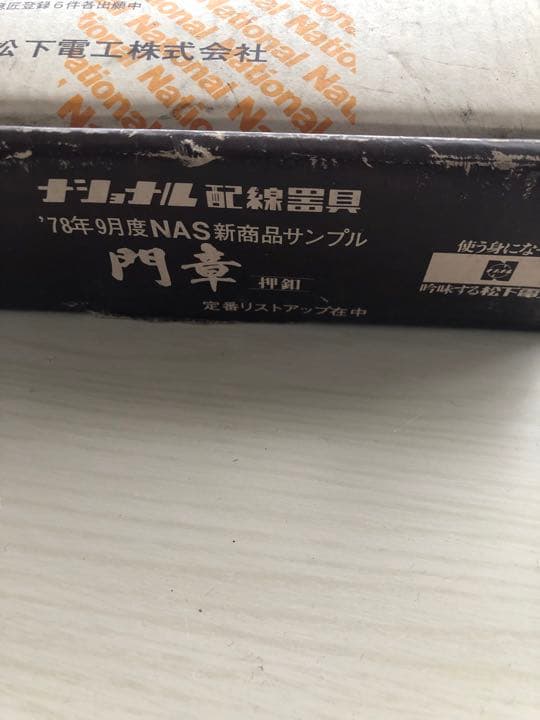 意匠登録6件各出願中
松下電工株式会社
National National
National National National
ナショナル 配線器具
'78年9月度NAS新商品サンプル
門章 押釦
定番リストアップ在中
使う身にな
吟味する松下電